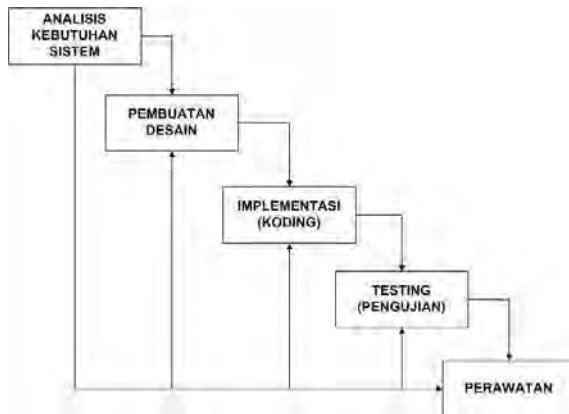 ANALISIS
KEBUTUHAN
SISTEM
PEMBUATAN
DESAIN
IMPLEMENTASI
(KODING)
TESTING
(PENGUJIAN)
PERAWATAN